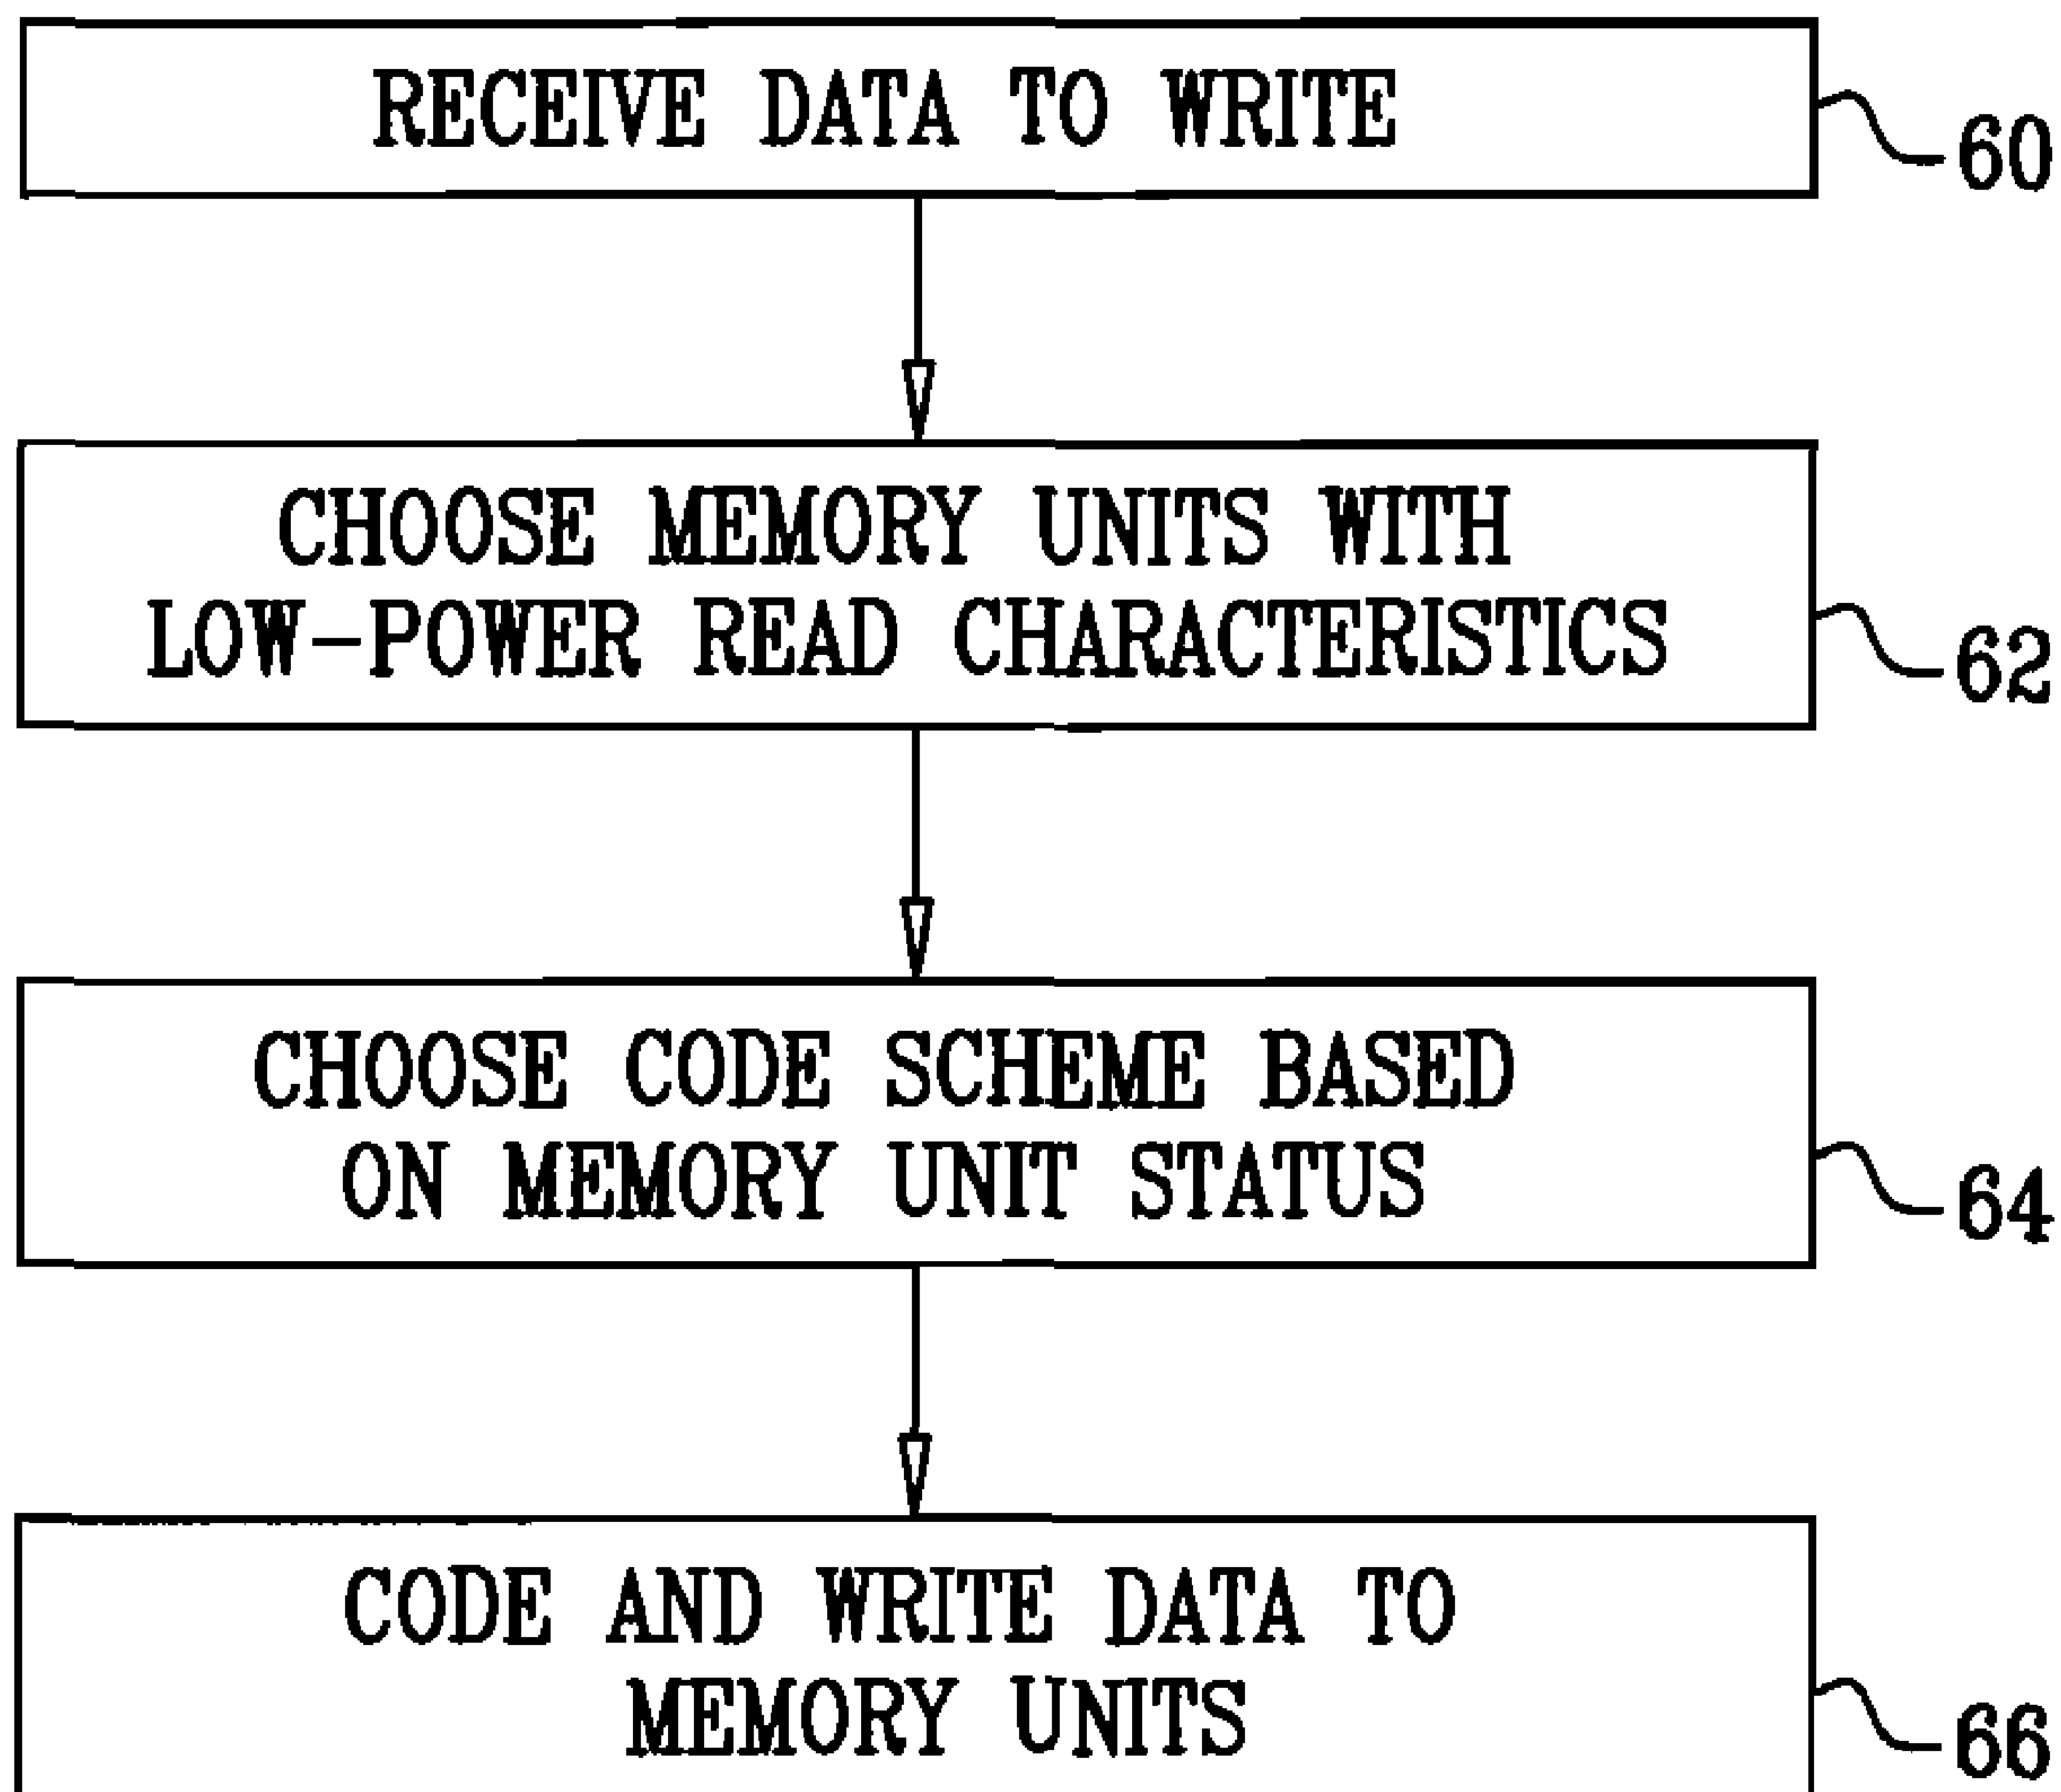 RECEIVE DATA TO WRITE
60
CHOOSE MEMORY UNITS WITH
LOW-POWER READ CHARACTERISTICS
62
CHOOSE CODE SCHEME BASED
ON MEMORY UNIT STATUS
64
CODE AND WRITE DATA TO
MEMORY UNITS
66